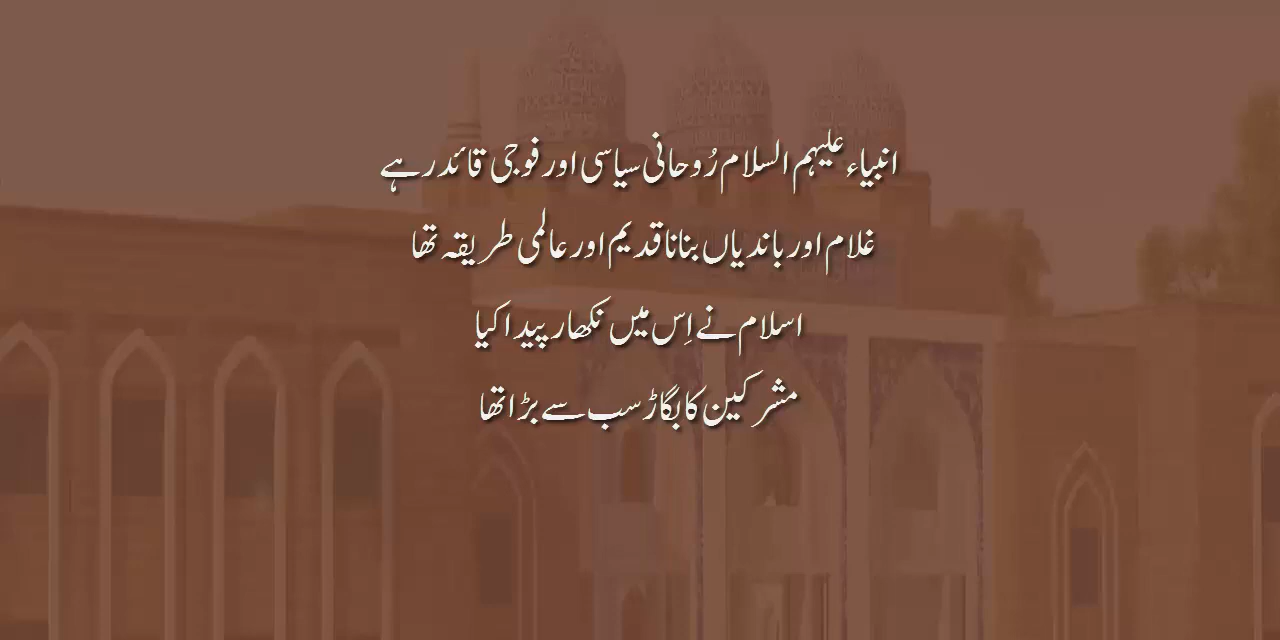 انبیاء علیہم السلام رُوحانی سیاسی اور فوجی قائد رہے
غلام اور باندیاں بنانا قدیم اور عالمی طریقہ تھا
اسلام نے اِس میں نکھار پیدا کیا
مشرکین کا بگاڑ سب سے بڑا تھا